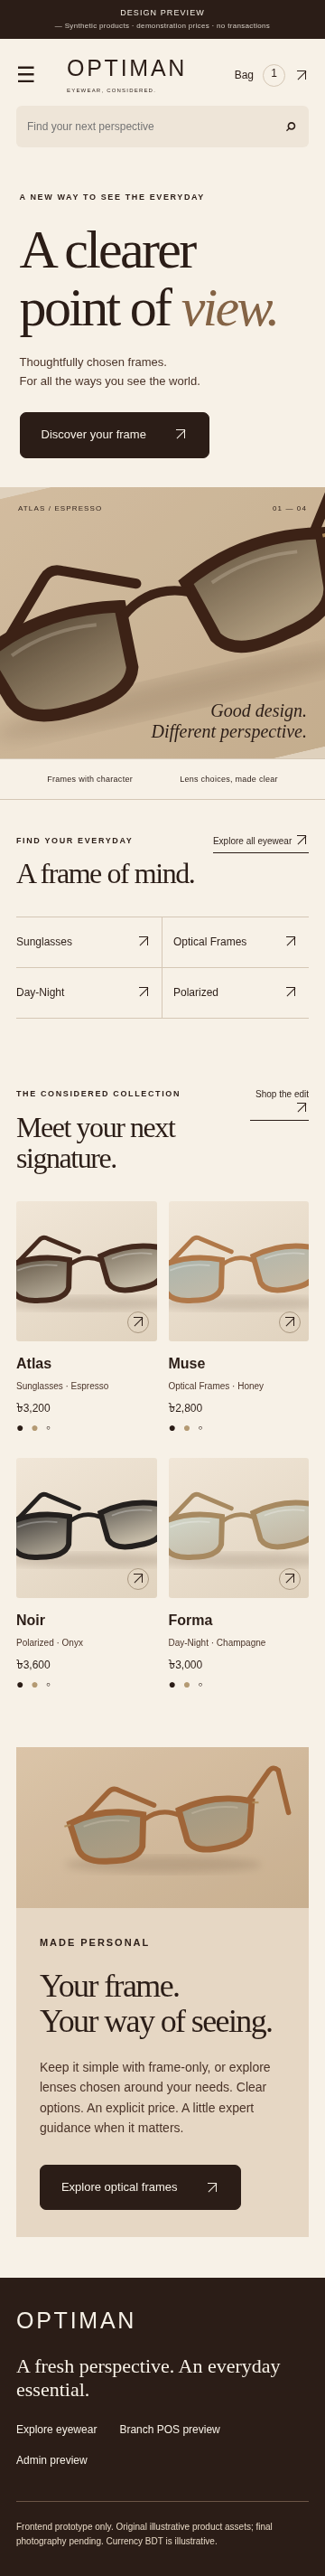 DESIGN PREVIEW
— Synthetic products · demonstration prices · no transactions
OPTIMAN
EYEWEAR, CONSIDERED.
Bag 1
Find your next perspective
A NEW WAY TO SEE THE EVERYDAY
A clearer
point of view.
Thoughtfully chosen frames.
For all the ways you see the world.
Discover your frame
ATLAS / ESPRESSO
01 — 04
Good design.
Different perspective.
Frames with character
Lens choices, made clear
FIND YOUR EVERYDAY
Explore all eyewear
A frame of mind.
Sunglasses
Optical Frames
Day-Night
Polarized
THE CONSIDERED COLLECTION
Shop the edit
Meet your next
signature.
Atlas
Sunglasses · Espresso
৳3,200
Muse
Optical Frames · Honey
৳2,800
Noir
Polarized · Onyx
৳3,600
Forma
Day-Night · Champagne
৳3,000
MADE PERSONAL
Your frame.
Your way of seeing.
Keep it simple with frame-only, or explore
lenses chosen around your needs. Clear
options. An explicit price. A little expert
guidance when it matters.
Explore optical frames
OPTIMAN
A fresh perspective. An everyday
essential.
Explore eyewear
Branch POS preview
Admin preview
Frontend prototype only. Original illustrative product assets; final
photography pending. Currency BDT is illustrative.